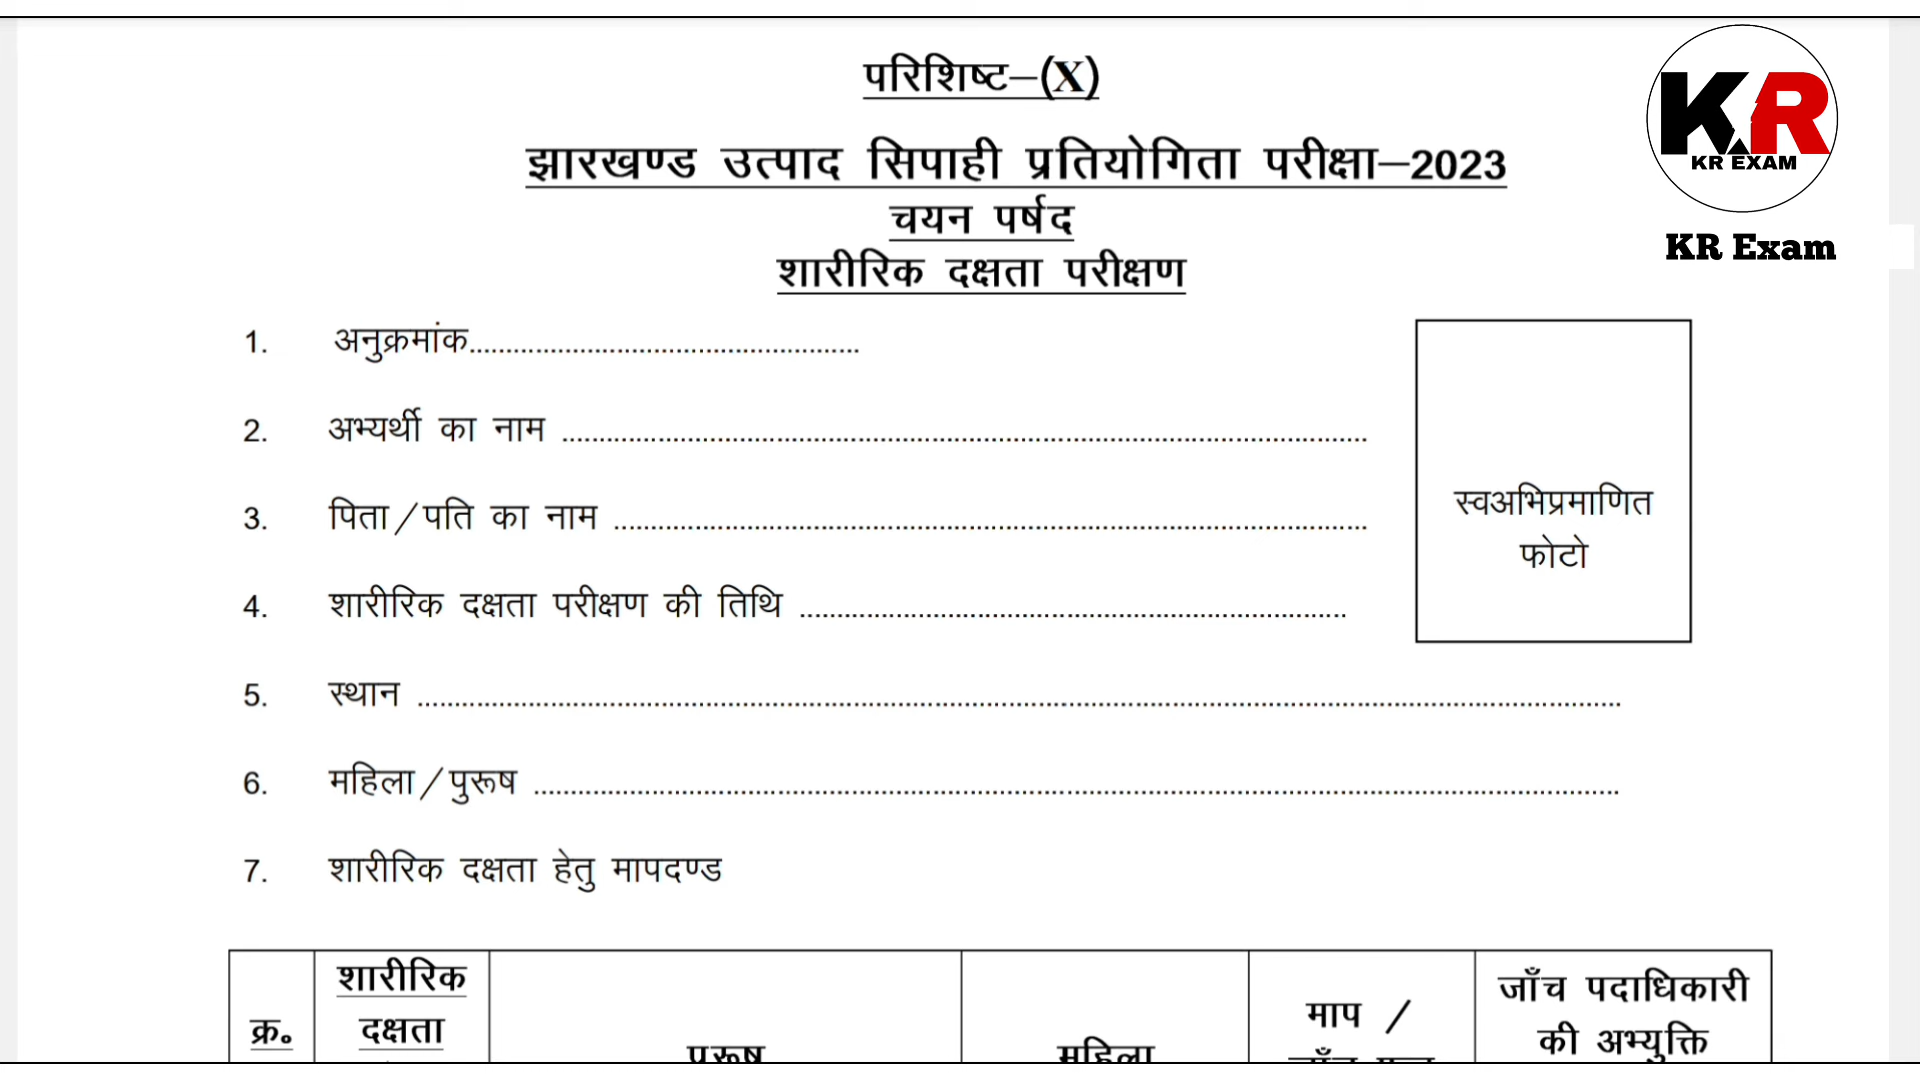 परिशिष्ट–(X)
झारखण्ड उत्पाद सिपाही प्रतियोगिता परीक्षा–2023
चयन पर्षद
शारीरिक दक्षता परीक्षण
KR
KR EXAM
KR Exam
1. अनुक्रमांक....................................................
2. अभ्यर्थी का नाम ............................................................................................................
3. पिता/पति का नाम .....................................................................................................
4. शारीरिक दक्षता परीक्षण की तिथि .........................................................................
स्वअभिप्रमाणित
फोटो
5. स्थान .................................................................................................................................................................
6. महिला/पुरूष ..................................................................................................................................................
7. शारीरिक दक्षता हेतु मापदण्ड
क्र॰
शारीरिक
दक्षता
पुरूष
महिला
माप /
जाँच पदाधिकारी
की अभ्युक्ति